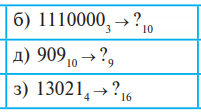 б) 1110000₃ → ?₁₀
д) 909₁₀ → ?₉
з) 13021₄ → ?₁₆